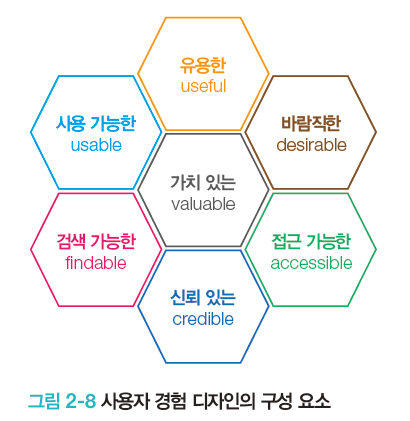 유용한
useful
사용 가능한
usable
바람직한
desirable
가치 있는
valuable
검색 가능한
findable
접근 가능한
accessible
신뢰 있는
credible
그림 2-8 사용자 경험 디자인의 구성 요소